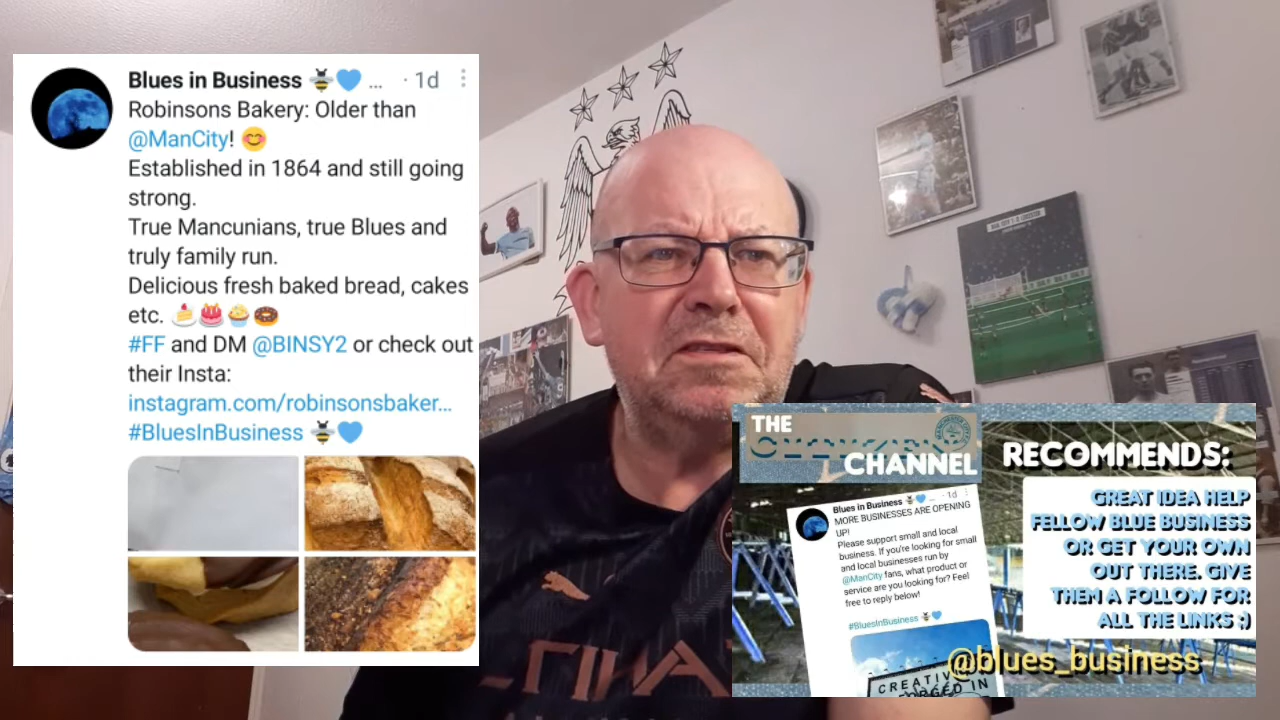 Blues in Business 🐝💙 ... · 1d
Robinsons Bakery: Older than
@ManCity! 😊
Established in 1864 and still going
strong.
True Mancunians, true Blues and
truly family run.
Delicious fresh baked bread, cakes
etc. 🍰🎂🧁🍩
#FF and DM @BINSY2 or check out
their Insta:
instagram.com/robinsonsbaker...
#BluesInBusiness 🐝💙
THE
CHANNEL
RECOMMENDS:
Blues in Business 🐝💙 ... · 1d
MORE BUSINESSES ARE OPENING
UP!
Please support small and local
business. If you're looking for small
and local businesses run by
@ManCity fans, what product or
service are you looking for? Feel
free to reply below!
#BluesInBusiness 🐝💙
CREATIVE
FORGED IN
GREAT IDEA HELP
FELLOW BLUE BUSINESS
OR GET YOUR OWN
OUT THERE. GIVE
THEM A FOLLOW FOR
ALL THE LINKS ;)
@blues_business
ETIHAD